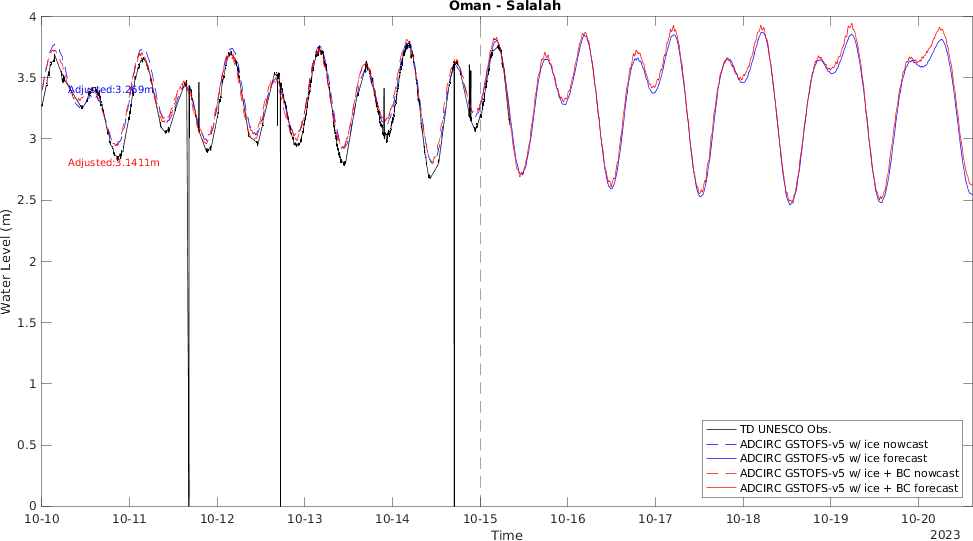 Oman - Salalah
4
3.5
3
2.5
2
1.5
1
0.5
0
Water Level (m)
Adjusted:3.269m
Adjusted:3.1411m
TD UNESCO Obs.
ADCIRC GSTOFS-v5 w/ ice nowcast
ADCIRC GSTOFS-v5 w/ ice forecast
ADCIRC GSTOFS-v5 w/ ice + BC nowcast
ADCIRC GSTOFS-v5 w/ ice + BC forecast
10-10 10-11 10-12 10-13 10-14 10-15 10-16 10-17 10-18 10-19 10-20
Time
2023